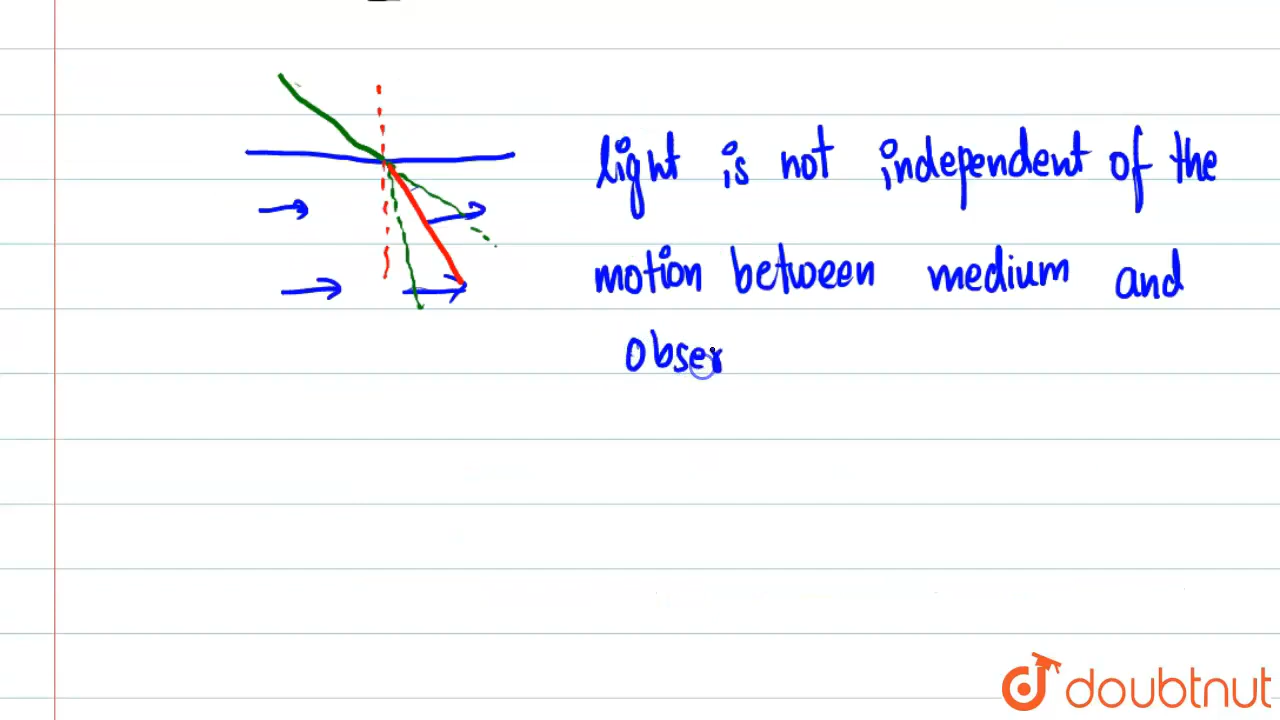 light is not independent of the
motion between medium and
obser
doubtnut